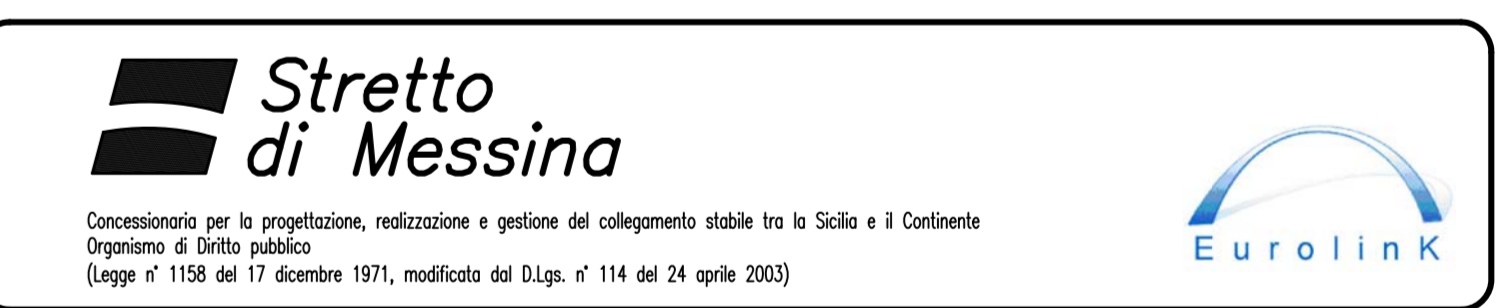 Stretto
di Messina
Concessionaria per la progettazione, realizzazione e gestione del collegamento stabile tra la Sicilia e il Continente
Organismo di Diritto pubblico
(Legge n° 1158 del 17 dicembre 1971, modificata dal D.Lgs. n° 114 del 24 aprile 2003)
EurolinK